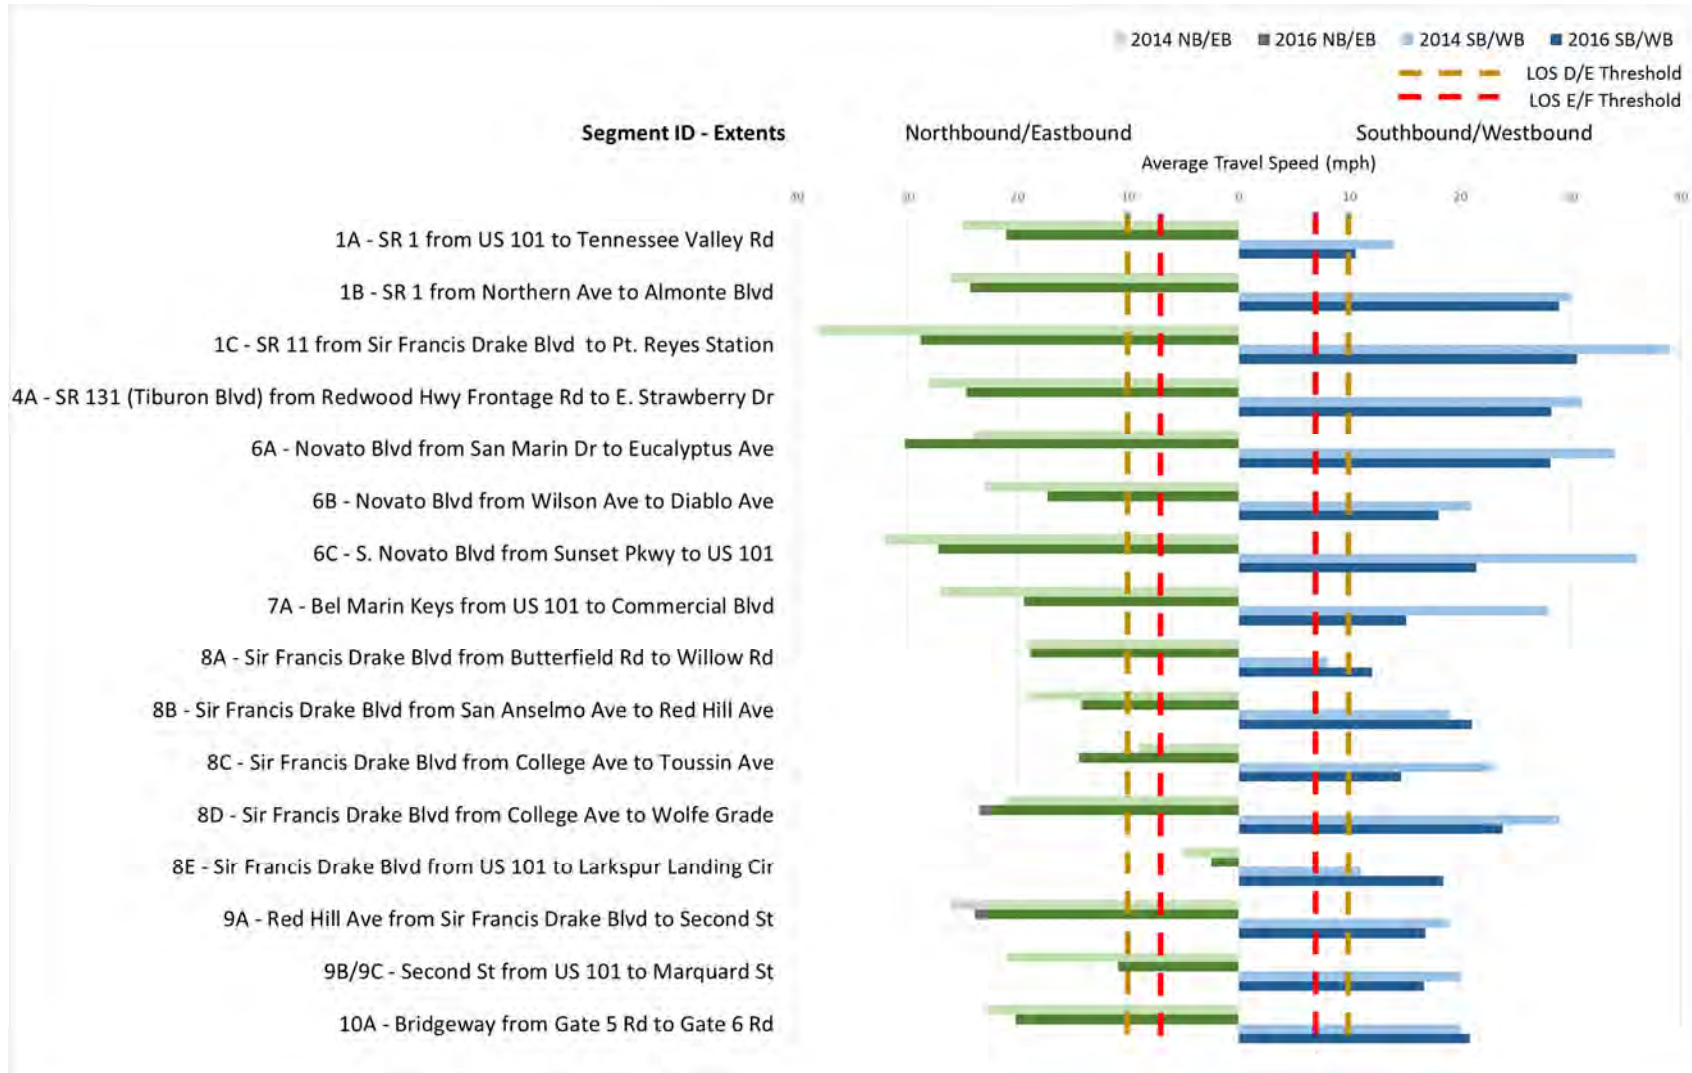 2014 NB/EB 2016 NB/EB 2014 SB/WB 2016 SB/WB
LOS D/E Threshold
LOS E/F Threshold
Segment ID - Extents Northbound/Eastbound Southbound/Westbound
Average Travel Speed (mph)
40 30 20 10 0 10 20 30 40
1A - SR 1 from US 101 to Tennessee Valley Rd
1B - SR 1 from Northern Ave to Almonte Blvd
1C - SR 11 from Sir Francis Drake Blvd to Pt. Reyes Station
4A - SR 131 (Tiburon Blvd) from Redwood Hwy Frontage Rd to E. Strawberry Dr
6A - Novato Blvd from San Marin Dr to Eucalyptus Ave
6B - Novato Blvd from Wilson Ave to Diablo Ave
6C - S. Novato Blvd from Sunset Pkwy to US 101
7A - Bel Marin Keys from US 101 to Commercial Blvd
8A - Sir Francis Drake Blvd from Butterfield Rd to Willow Rd
8B - Sir Francis Drake Blvd from San Anselmo Ave to Red Hill Ave
8C - Sir Francis Drake Blvd from College Ave to Toussin Ave
8D - Sir Francis Drake Blvd from College Ave to Wolfe Grade
8E - Sir Francis Drake Blvd from US 101 to Larkspur Landing Cir
9A - Red Hill Ave from Sir Francis Drake Blvd to Second St
9B/9C - Second St from US 101 to Marquard St
10A - Bridgeway from Gate 5 Rd to Gate 6 Rd